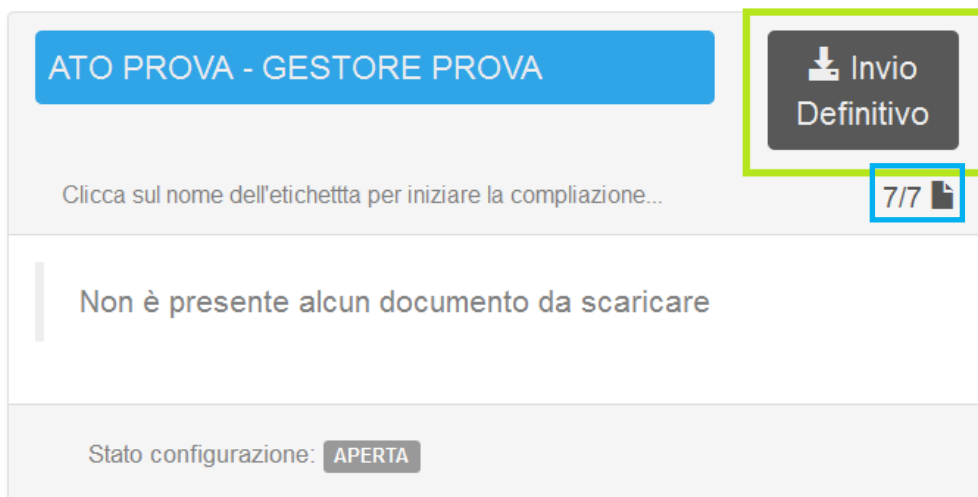 ATO PROVA - GESTORE PROVA
Invio
Definitivo
Clicca sul nome dell'etichettta per iniziare la compliazione...
7/7
Non è presente alcun documento da scaricare
Stato configurazione: APERTA